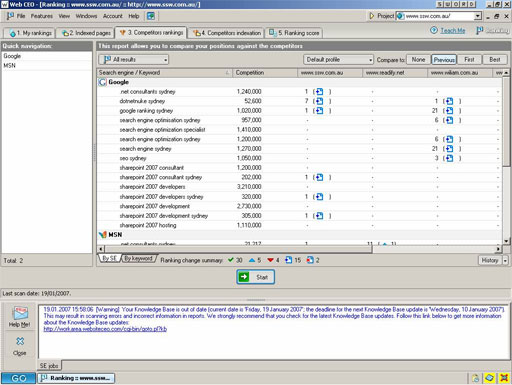 Web CEO - [Ranking :: www.ssw.com.au/ :: http://www.ssw.com.au/]
SWORD
File Features Windows Account Help
Project www.ssw.com.au/
1. My rankings 2. Indexed pages 3. Competitors rankings 4. Competitors indexation 5. Ranking score
Teach Me
Quick navigation:
This report allows you to compare your positions against the competitors
Google
MSN
All results Default profile Compare to: None Previous First Best
Search engine / Keyword Competition www.ssw.com.au www.readify.net www.wiliam.com.au
Google
.net consultants sydney 1,240,000 1 ( ) - -
dotnetnuke sydney 52,600 7 ( ) - 1 ( )
google ranking sydney 1,020,000 1 ( ) - 21 ( )
search engine optimisation sydney 957,000 - - 6 ( )
search engine optimisation specialist 1,410,000 - - -
search engine optimization sydney 1,200,000 - - 6 ( )
search engine sydney 1,270,000 - - 21 ( )
seo sydney 1,050,000 - - 3 ( )
sharepoint 2007 consultant 1,200,000 - - -
sharepoint 2007 consultant sydney 202,000 1 ( ) - -
sharepoint 2007 developers 3,210,000 - - -
sharepoint 2007 developers sydney 320,000 1 ( ) - -
sharepoint 2007 development 2,730,000 - - -
sharepoint 2007 development sydney 305,000 1 ( ) - -
sharepoint 2007 hosting 1,110,000 - - -
MSN
.net consultants sydney 21,217 1 11 ( 1 ) -
Total: 2
By SE By keyword Ranking change summary: 30 5 4 15 2 History
Start
Last scan date: 19/01/2007.
Help Me!
Close
19.01.2007 15:58:06 [Warning] Your Knowledge Base is out of date (current date is 'Friday, 19 January 2007'; the deadline for the next Knowledge Base update is 'Wednesday, 10 January 2007').
This may result in scanning errors and incorrect information in reports. We strongly recommend that you check for the latest Knowledge Base updates. Follow this link below to get more information
about the Knowledge Base updates:
http://workarea.webceo.com/cgi-bin/goto.pl?kb
SE jobs
GO Ranking :: www.ssw...